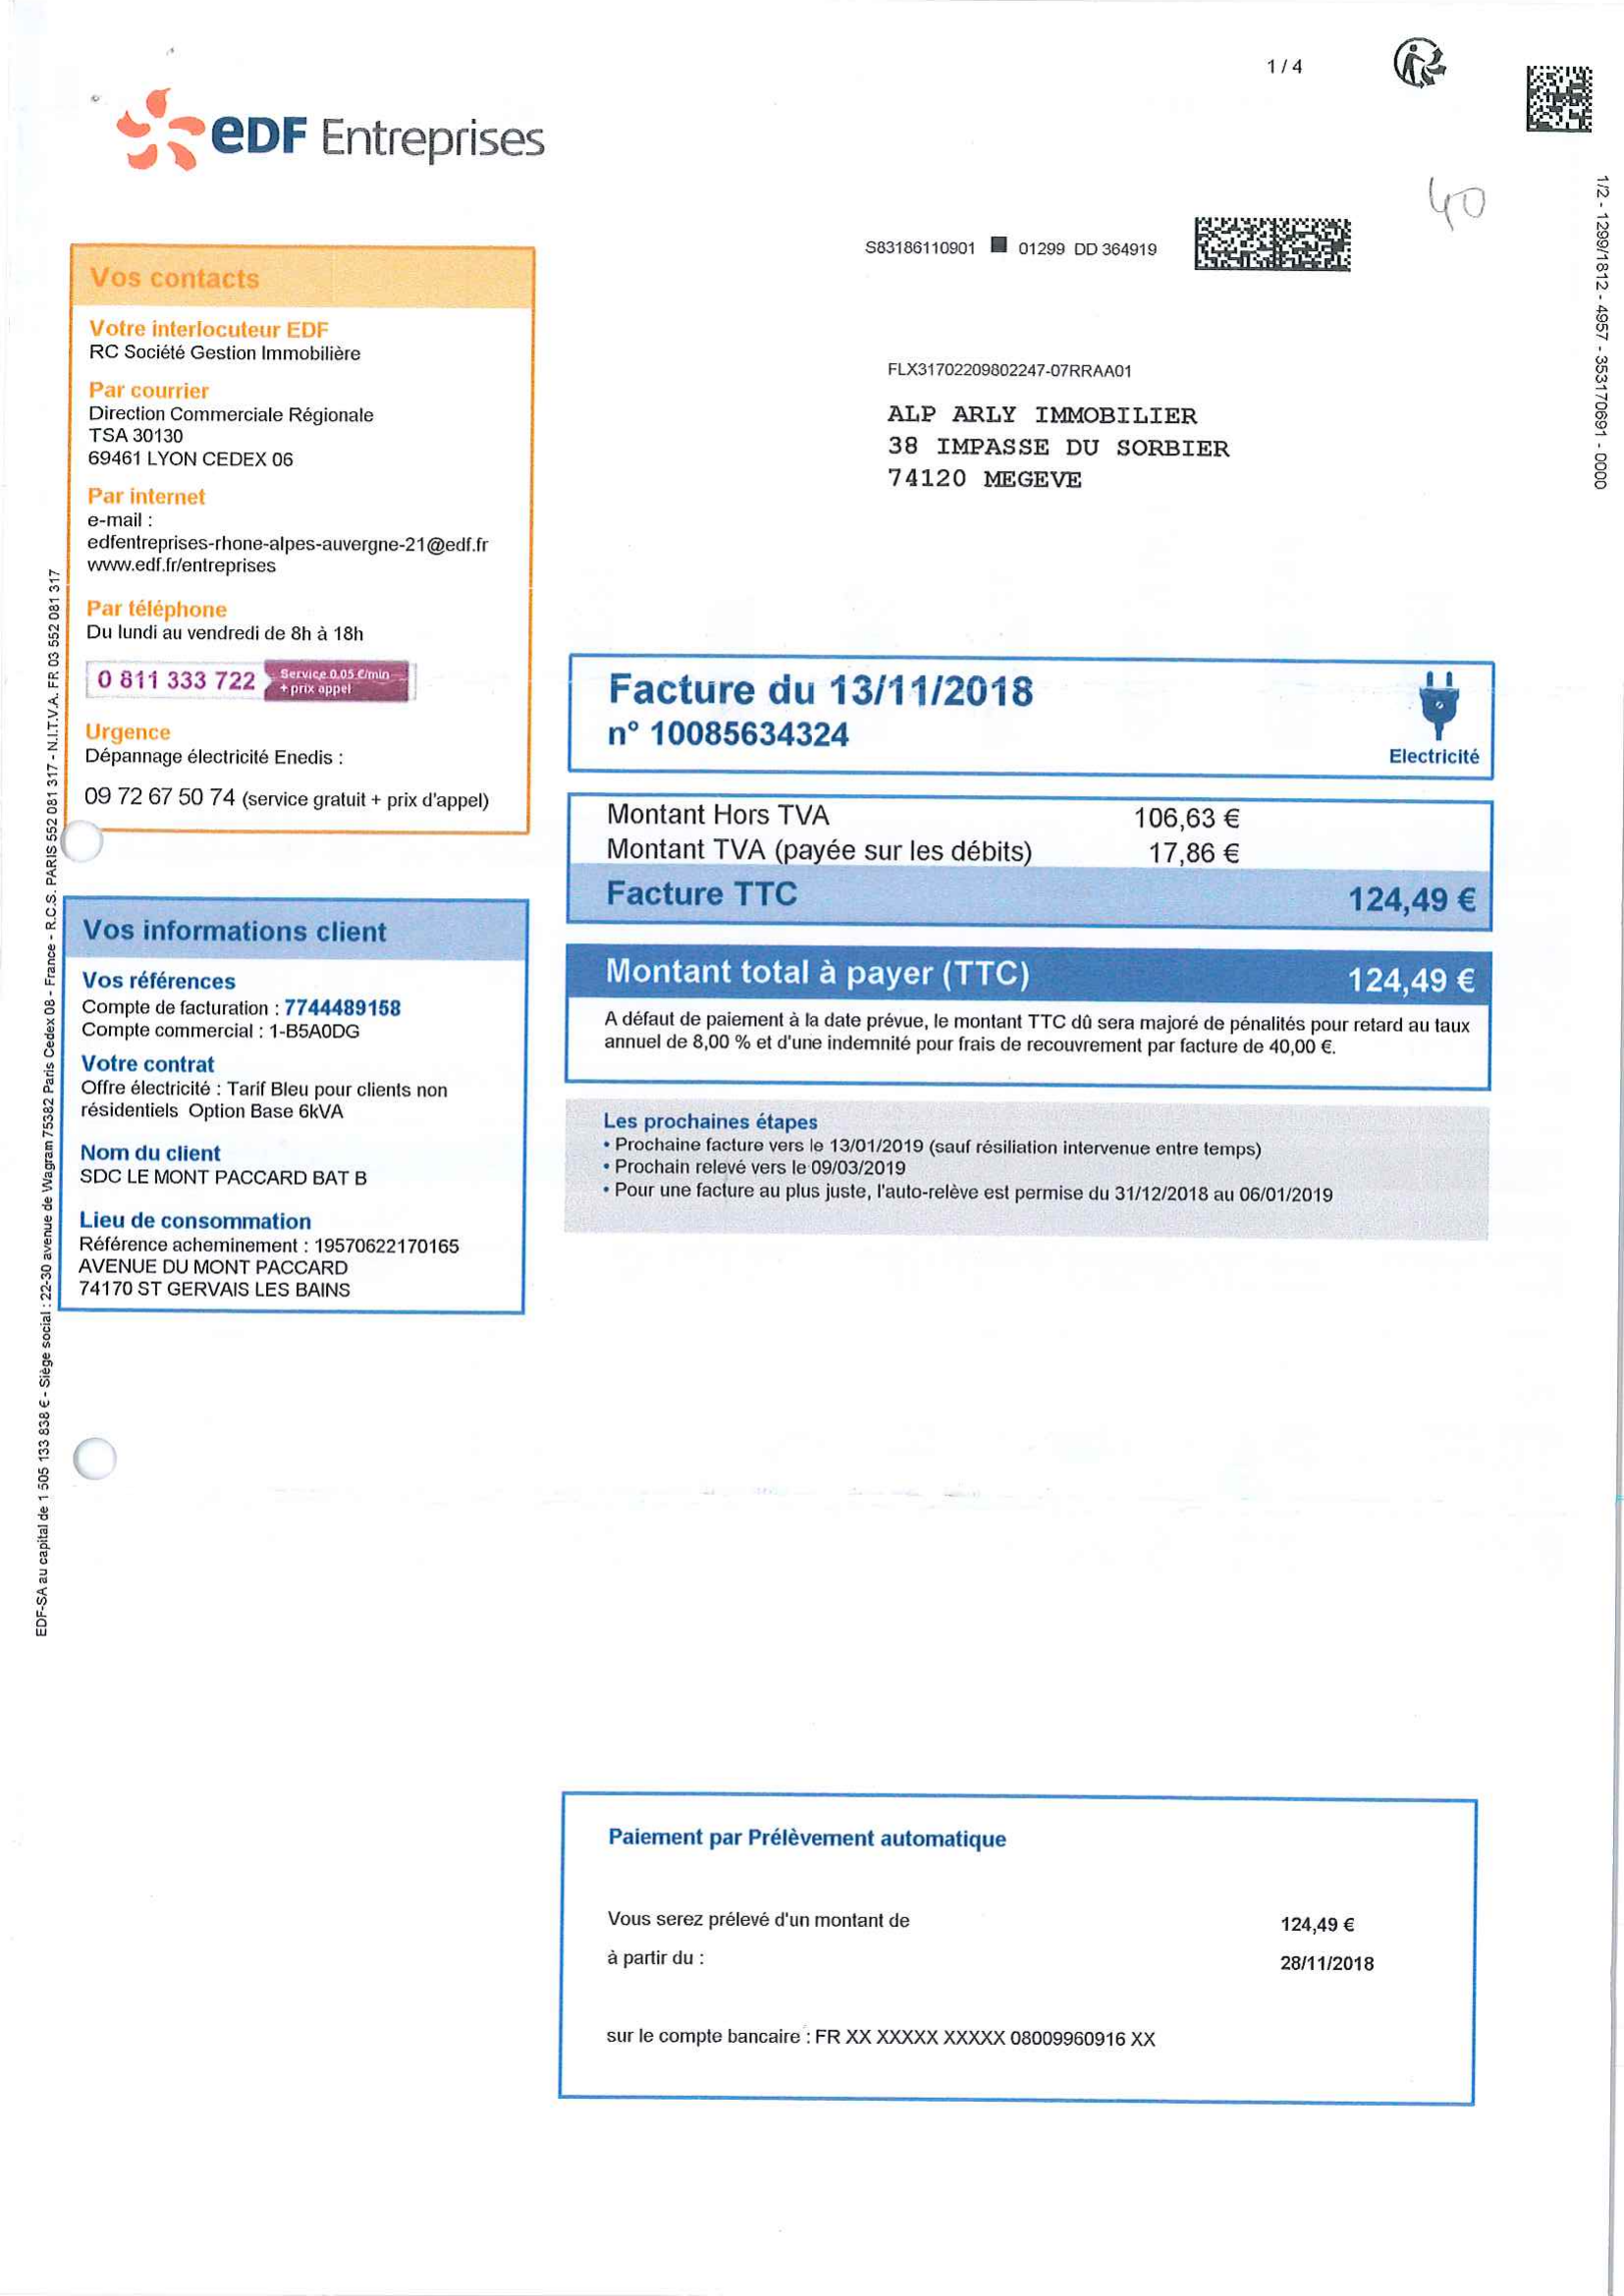 1 / 4
eDF Entreprises
40
S83186110901 01299 DD 364919
1/2 - 1299/1812 - 4957 - 353170691 - 0000
Vos contacts
Votre interlocuteur EDF
RC Société Gestion Immobilière
Par courrier
Direction Commerciale Régionale
TSA 30130
69461 LYON CEDEX 06
Par internet
e-mail :
edfentreprises-rhone-alpes-auvergne-21@edf.fr
www.edf.fr/entreprises
Par téléphone
Du lundi au vendredi de 8h à 18h
0 811 333 722
Service 0,05 €/min
+ prix appel
Urgence
Dépannage électricité Enedis :
09 72 67 50 74 (service gratuit + prix d'appel)
FLX31702209802247-07RRAA01
ALP ARLY IMMOBILIER
38 IMPASSE DU SORBIER
74120 MEGEVE
Facture du 13/11/2018
n° 10085634324
Electricité
Montant Hors TVA 106,63 €
Montant TVA (payée sur les débits) 17,86 €
Facture TTC 124,49 €
Montant total à payer (TTC) 124,49 €
A défaut de paiement à la date prévue, le montant TTC dû sera majoré de pénalités pour retard au taux
annuel de 8,00 % et d'une indemnité pour frais de recouvrement par facture de 40,00 €.
Les prochaines étapes
• Prochaine facture vers le 13/01/2019 (sauf résiliation intervenue entre temps)
• Prochain relevé vers le 09/03/2019
• Pour une facture au plus juste, l'auto-relève est permise du 31/12/2018 au 06/01/2019
Vos informations client
Vos références
Compte de facturation : 7744489158
Compte commercial : 1-B5A0DG
Votre contrat
Offre électricité : Tarif Bleu pour clients non
résidentiels Option Base 6kVA
Nom du client
SDC LE MONT PACCARD BAT B
Lieu de consommation
Référence acheminement : 19570622170165
AVENUE DU MONT PACCARD
74170 ST GERVAIS LES BAINS
EDF-SA au capital de 1 505 133 838 € - Siège social : 22-30 avenue de Wagram 75382 Paris Cedex 08 - France - R.C.S. PARIS 552 081 317 - N.I.T.V.A. FR 03 552 081 317
Paiement par Prélèvement automatique
Vous serez prélevé d'un montant de 124,49 €
à partir du : 28/11/2018
sur le compte bancaire : FR XX XXXXX XXXXX 08009960916 XX